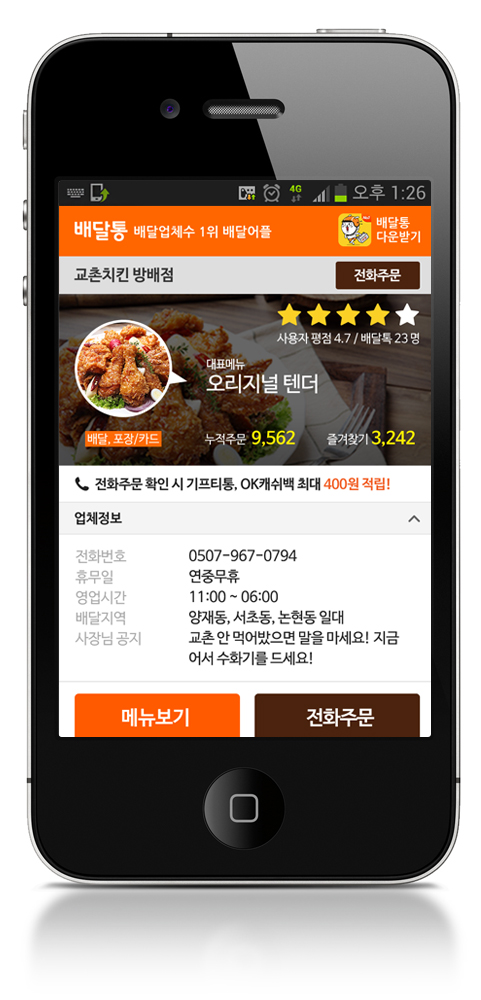 4G 오후 1:26
배달통 배달업체수 1위 배달어플
배달통
다운받기
교촌치킨 방배점 전화주문
사용자 평점 4.7 / 배달톡 23 명
대표메뉴
오리지널 텐더
배달, 포장/카드 누적주문 9,562 즐겨찾기 3,242
전화주문 확인 시 기프티통, OK캐쉬백 최대 400원 적립!
업체정보
전화번호 0507-967-0794
휴무일 연중무휴
영업시간 11:00 ~ 06:00
배달지역 양재동, 서초동, 논현동 일대
사장님 공지 교촌 안 먹어봤으면 말을 마세요! 지금
어서 수화기를 드세요!
메뉴보기 전화주문